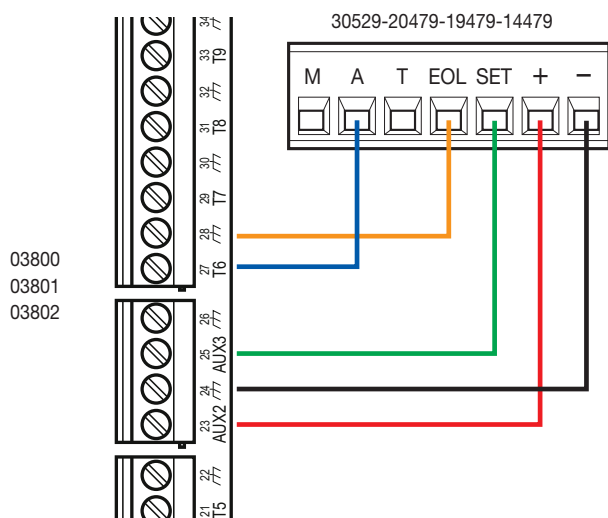 30529-20479-19479-14479
M A T EOL SET + −
34
33 T9
32
31 T8
30
29 T7
28
27 T6
03800
03801
03802
26
25 AUX3
24
23 AUX2
22
21 T5